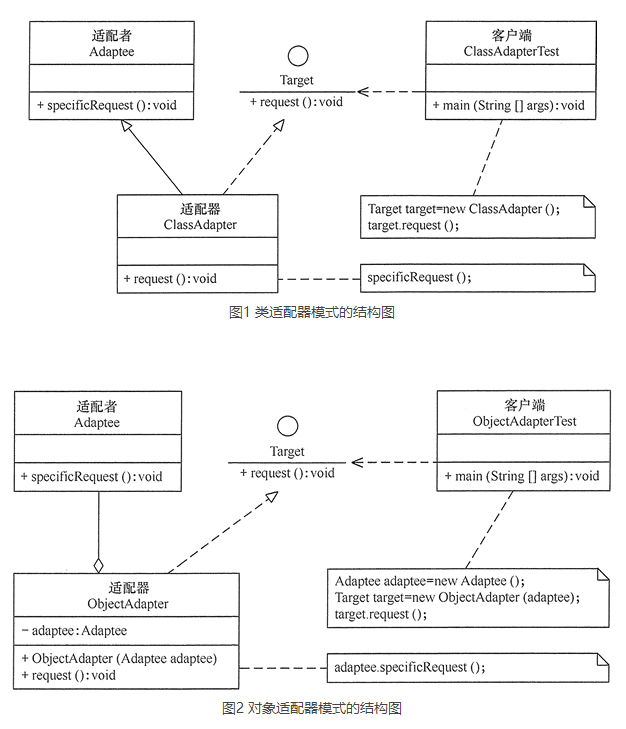 适配者
Adaptee
+ specificRequest ( ): void
Target
+ request ( ): void
客户端
ClassAdapterTest
+ main (String [] args): void
适配器
ClassAdapter
+ request ( ): void
Target target=new ClassAdapter ( );
target.request ( );
specificRequest ( );
图1 类适配器模式的结构图
适配者
Adaptee
+ specificRequest ( ): void
Target
+ request ( ): void
客户端
ObjectAdapterTest
+ main (String [] args): void
适配器
ObjectAdapter
− adaptee: Adaptee
+ ObjectAdapter (Adaptee adaptee)
+ request ( ): void
Adaptee adaptee=new Adaptee ( );
Target target=new ObjectAdapter (adaptee);
target.request ( );
adaptee.specificRequest ( );
图2 对象适配器模式的结构图